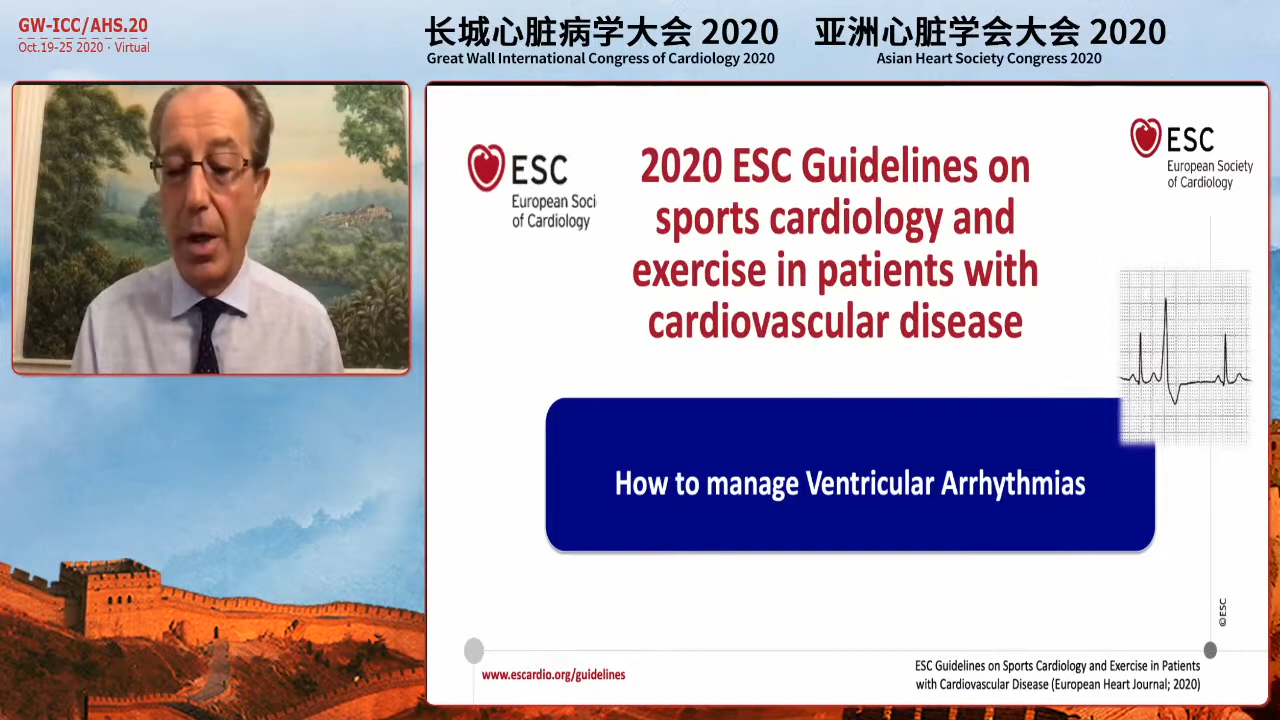 GW-ICC/AHS.20
Oct.19-25 2020 · Virtual
长城心脏病学大会 2020
Great Wall International Congress of Cardiology 2020
亚洲心脏学会大会 2020
Asian Heart Society Congress 2020
ESC
European Soci
of Cardiology
2020 ESC Guidelines on
sports cardiology and
exercise in patients with
cardiovascular disease
ESC
European Society
of Cardiology
How to manage Ventricular Arrhythmias
©ESC
www.escardio.org/guidelines
ESC Guidelines on Sports Cardiology and Exercise in Patients
with Cardiovascular Disease (European Heart Journal; 2020)